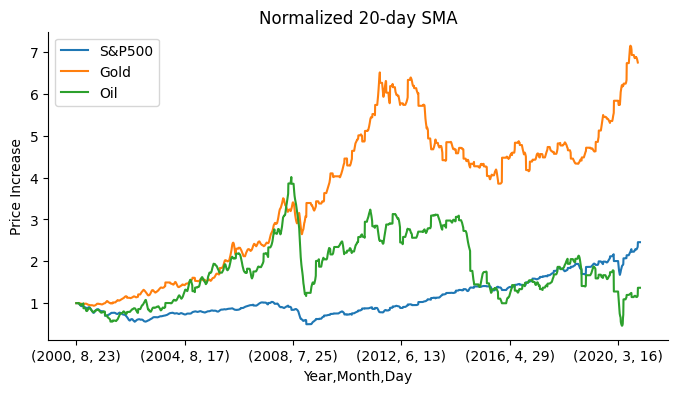 Normalized 20-day SMA
S&P500
Gold
Oil
Price Increase
7
6
5
4
3
2
1
(2000, 8, 23)
(2004, 8, 17)
(2008, 7, 25)
(2012, 6, 13)
(2016, 4, 29)
(2020, 3, 16)
Year,Month,Day